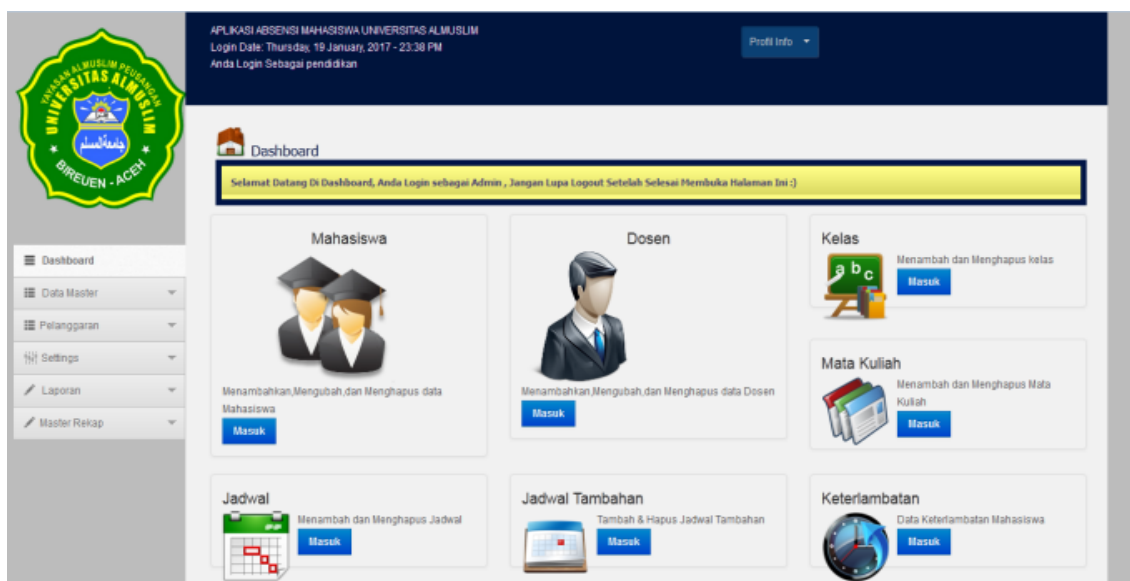 APLIKASI ABSENSI MAHASISWA UNIVERSITAS ALMUSLIM
Login Date: Thursday, 19 January, 2017 - 23:38 PM
Anda Login Sebagai pendidikan
Profil Info
YAYASAN ALMUSLIM PEUSANGAN
UNIVERSITAS ALMUSLIM
جامعة المسلم
BIREUEN - ACEH
Dashboard
Selamat Datang Di Dashboard, Anda Login sebagai Admin , Jangan Lupa Logout Setelah Selesai Membuka Halaman Ini :)
Dashboard
Data Master
Pelanggaran
Settings
Laporan
Master Rekap
Mahasiswa
Menambahkan,Mengubah,dan Menghapus data
Mahasiswa
Masuk
Dosen
Menambahkan,Mengubah,dan Menghapus data Dosen
Masuk
Kelas
a b c
Menambah dan Menghapus kelas
Masuk
Mata Kuliah
Menambah dan Menghapus Mata
Kuliah
Masuk
Jadwal
Menambah dan Menghapus Jadwal
Masuk
Jadwal Tambahan
Tambah & Hapus Jadwal Tambahan
Masuk
Keterlambatan
Data Keterlambatan Mahasiswa
Masuk